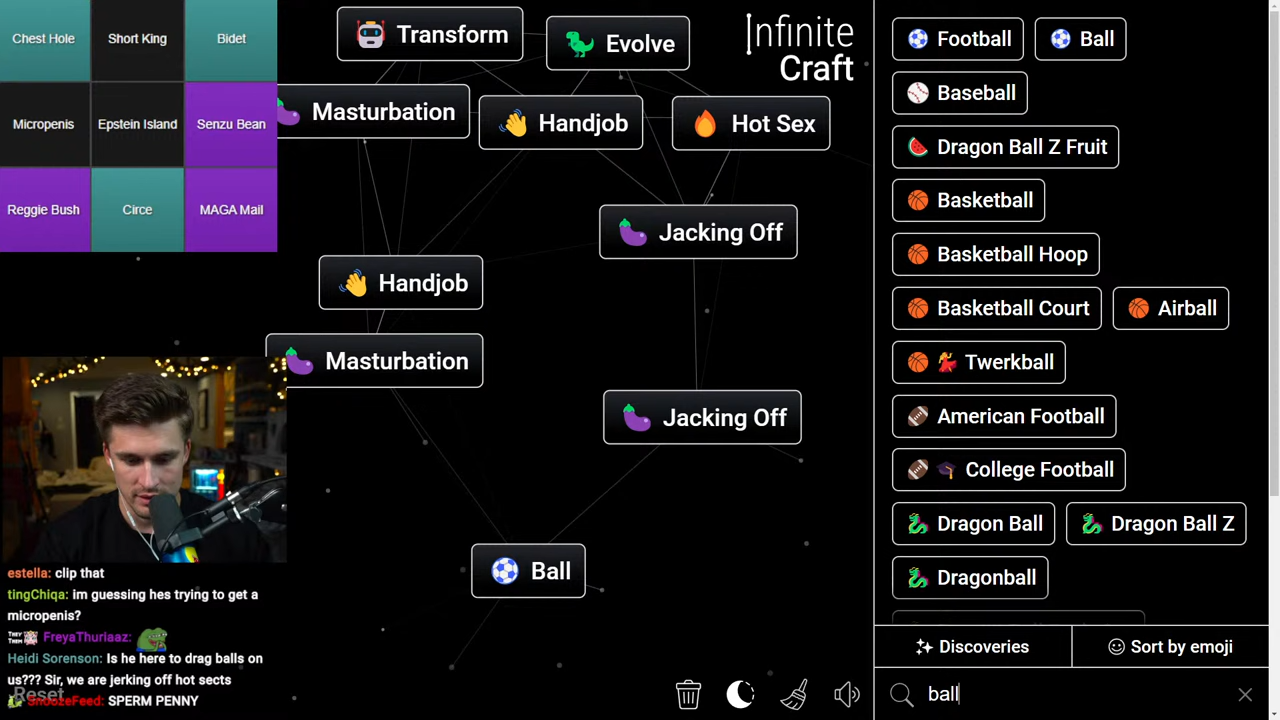 Chest Hole
Short King
Bidet
Micropenis
Epstein Island
Senzu Bean
Reggie Bush
Circe
MAGA Mail
Transform
Evolve
Masturbation
Handjob
Hot Sex
Jacking Off
Handjob
Masturbation
Jacking Off
Ball
Infinite
Craft
Football
Ball
Baseball
Dragon Ball Z Fruit
Basketball
Basketball Hoop
Basketball Court
Airball
Twerkball
American Football
College Football
Dragon Ball
Dragon Ball Z
Dragonball
Discoveries
Sort by emoji
ball
estella: clip that
tingChiqa: im guessing hes trying to get a
micropenis?
THEY THEM FreyaThuriaaz:
Heidi Sorenson: Is he here to drag balls on
us??? Sir, we are jerking off hot sects
Reset
SnoozeFeed: SPERM PENNY